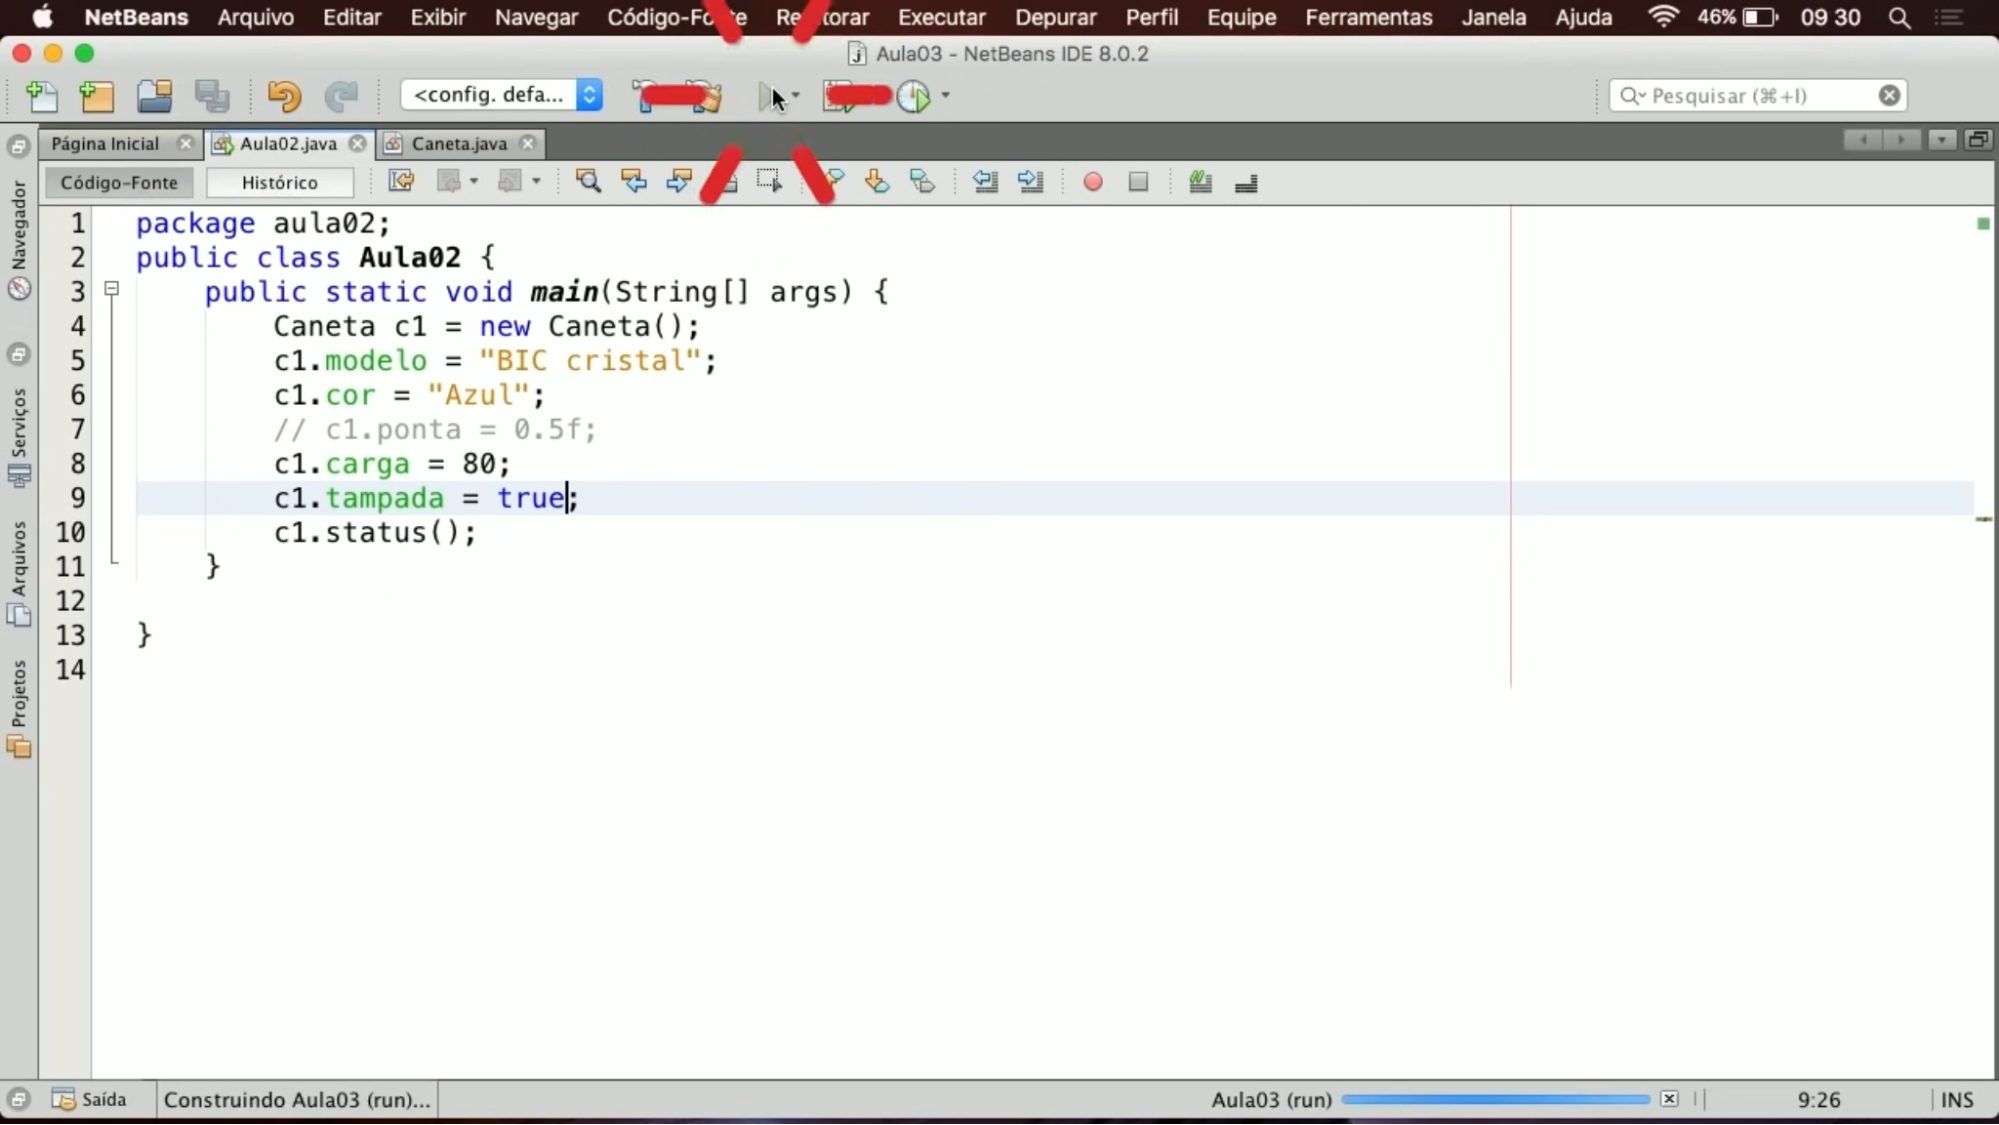 NetBeans Arquivo Editar Exibir Navegar Código-Fonte Refatorar Executar Depurar Perfil Equipe Ferramentas Janela Ajuda 46% 09 30
Aula03 - NetBeans IDE 8.0.2
<config. defa... Pesquisar (⌘+I)
Página Inicial Aula02.java Caneta.java
Código-Fonte Histórico
Navegador
Serviços
Arquivos
Projetos
1 package aula02;
2 public class Aula02 {
3 public static void main(String[] args) {
4 Caneta c1 = new Caneta();
5 c1.modelo = "BIC cristal";
6 c1.cor = "Azul";
7 // c1.ponta = 0.5f;
8 c1.carga = 80;
9 c1.tampada = true;
10 c1.status();
11 }
12
13 }
14
Saída Construindo Aula03 (run)... Aula03 (run) 9:26 INS